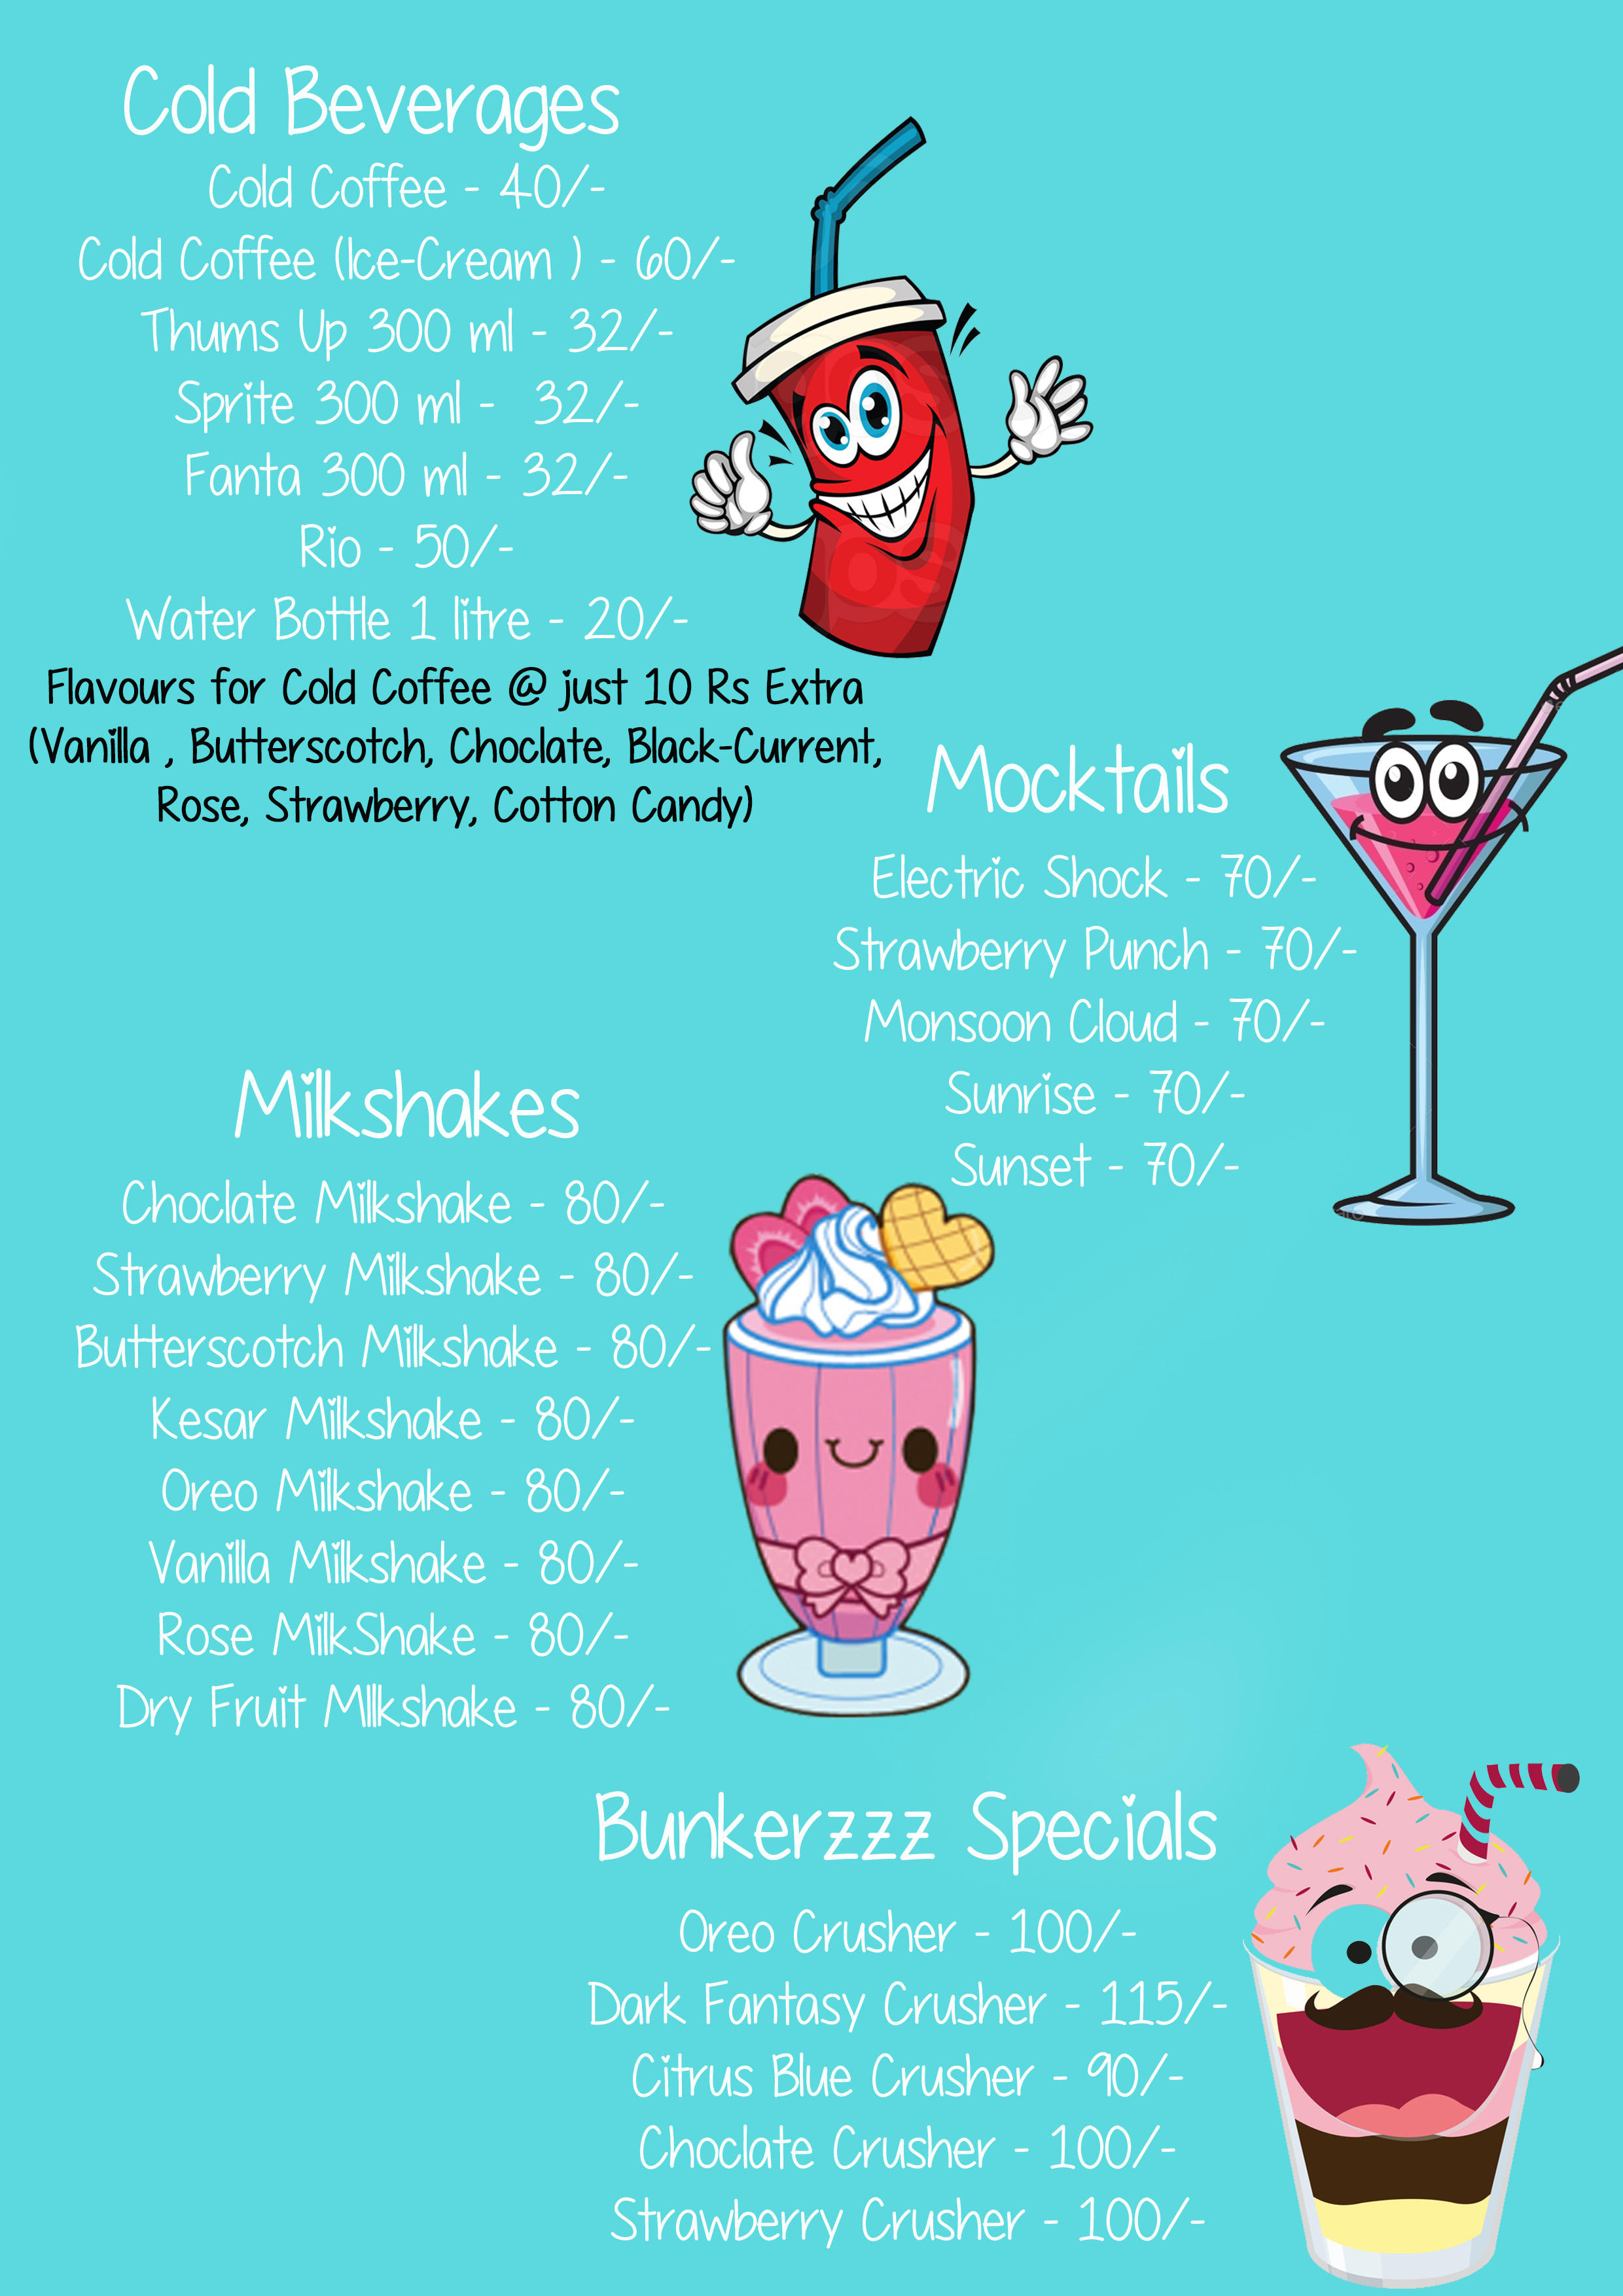 Cold Beverages
Cold Coffee - 40/-
Cold Coffee (Ice-Cream ) - 60/-
Thums Up 300 ml - 32/-
Sprite 300 ml -  32/-
Fanta 300 ml - 32/-
Rio - 50/-
Water Bottle 1 litre - 20/-
Flavours for Cold Coffee @ just 10 Rs Extra
(Vanilla , Butterscotch, Choclate, Black-Current,
Rose, Strawberry, Cotton Candy)
Mocktails
Electric Shock - 70/-
Strawberry Punch - 70/-
Monsoon Cloud - 70/-
Sunrise - 70/-
Sunset - 70/-
Milkshakes
Choclate Milkshake - 80/-
Strawberry Milkshake - 80/-
Butterscotch Milkshake - 80/-
Kesar Milkshake - 80/-
Oreo Milkshake - 80/-
Vanilla Milkshake - 80/-
Rose MilkShake - 80/-
Dry Fruit MIlkshake - 80/-
Bunkerzzz Specials
Oreo Crusher - 100/-
Dark Fantasy Crusher - 115/-
Citrus Blue Crusher - 90/-
Choclate Crusher - 100/-
Strawberry Crusher - 100/-